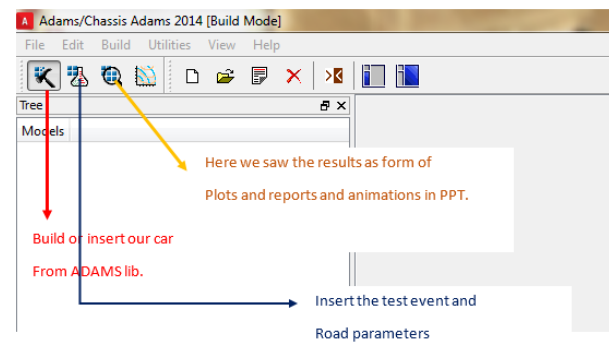 Adams/Chassis Adams 2014 [Build Mode]
File Edit Build Utilities View Help
Tree
Models
Here we saw the results as form of
Plots and reports and animations in PPT.
Build or insert our car
From ADAMS lib.
Insert the test event and
Road parameters